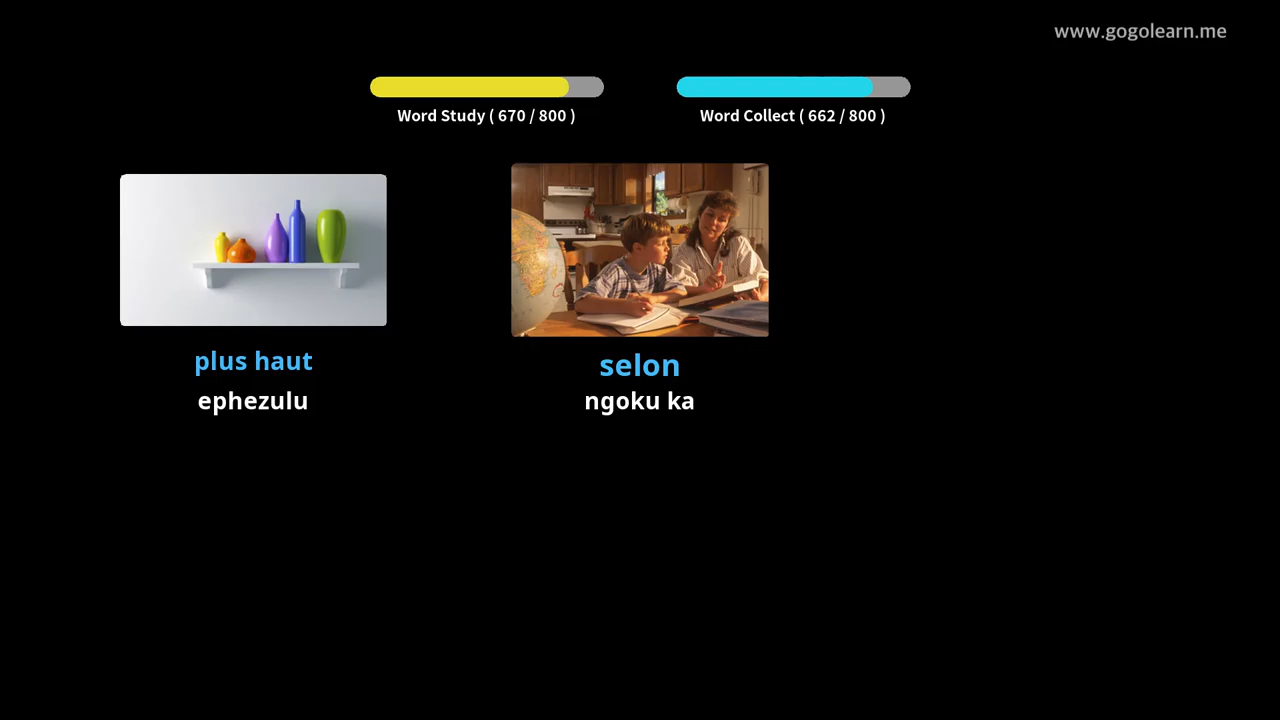 www.gogolearn.me
Word Study ( 670 / 800 )
Word Collect ( 662 / 800 )
plus haut
ephezulu
selon
ngoku ka